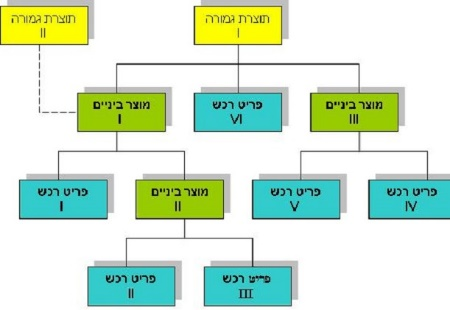 תוצרת גמורה
I
תוצרת גמורה
II
מוצר ביניים
III
פריט רכש
VI
מוצר ביניים
I
פריט רכש
IV
פריט רכש
V
מוצר ביניים
II
פריט רכש
I
פריט רכש
III
פריט רכש
II